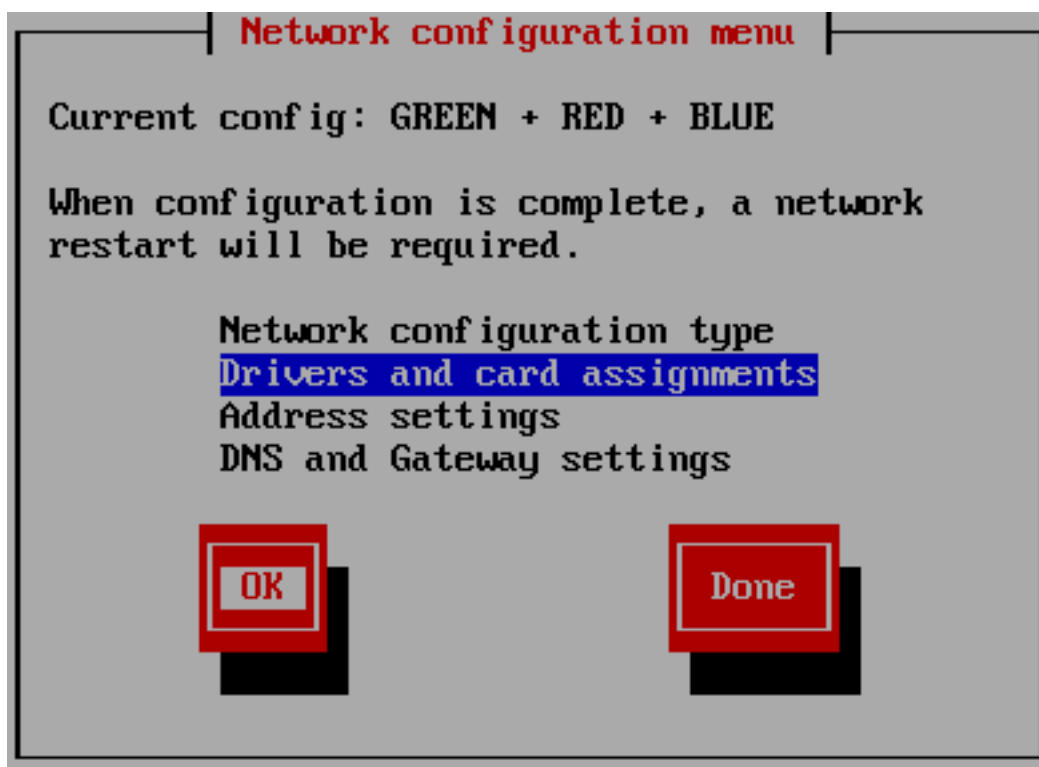 Network configuration menu
Current config: GREEN + RED + BLUE
When configuration is complete, a network
restart will be required.
Network configuration type
Drivers and card assignments
Address settings
DNS and Gateway settings
OK
Done